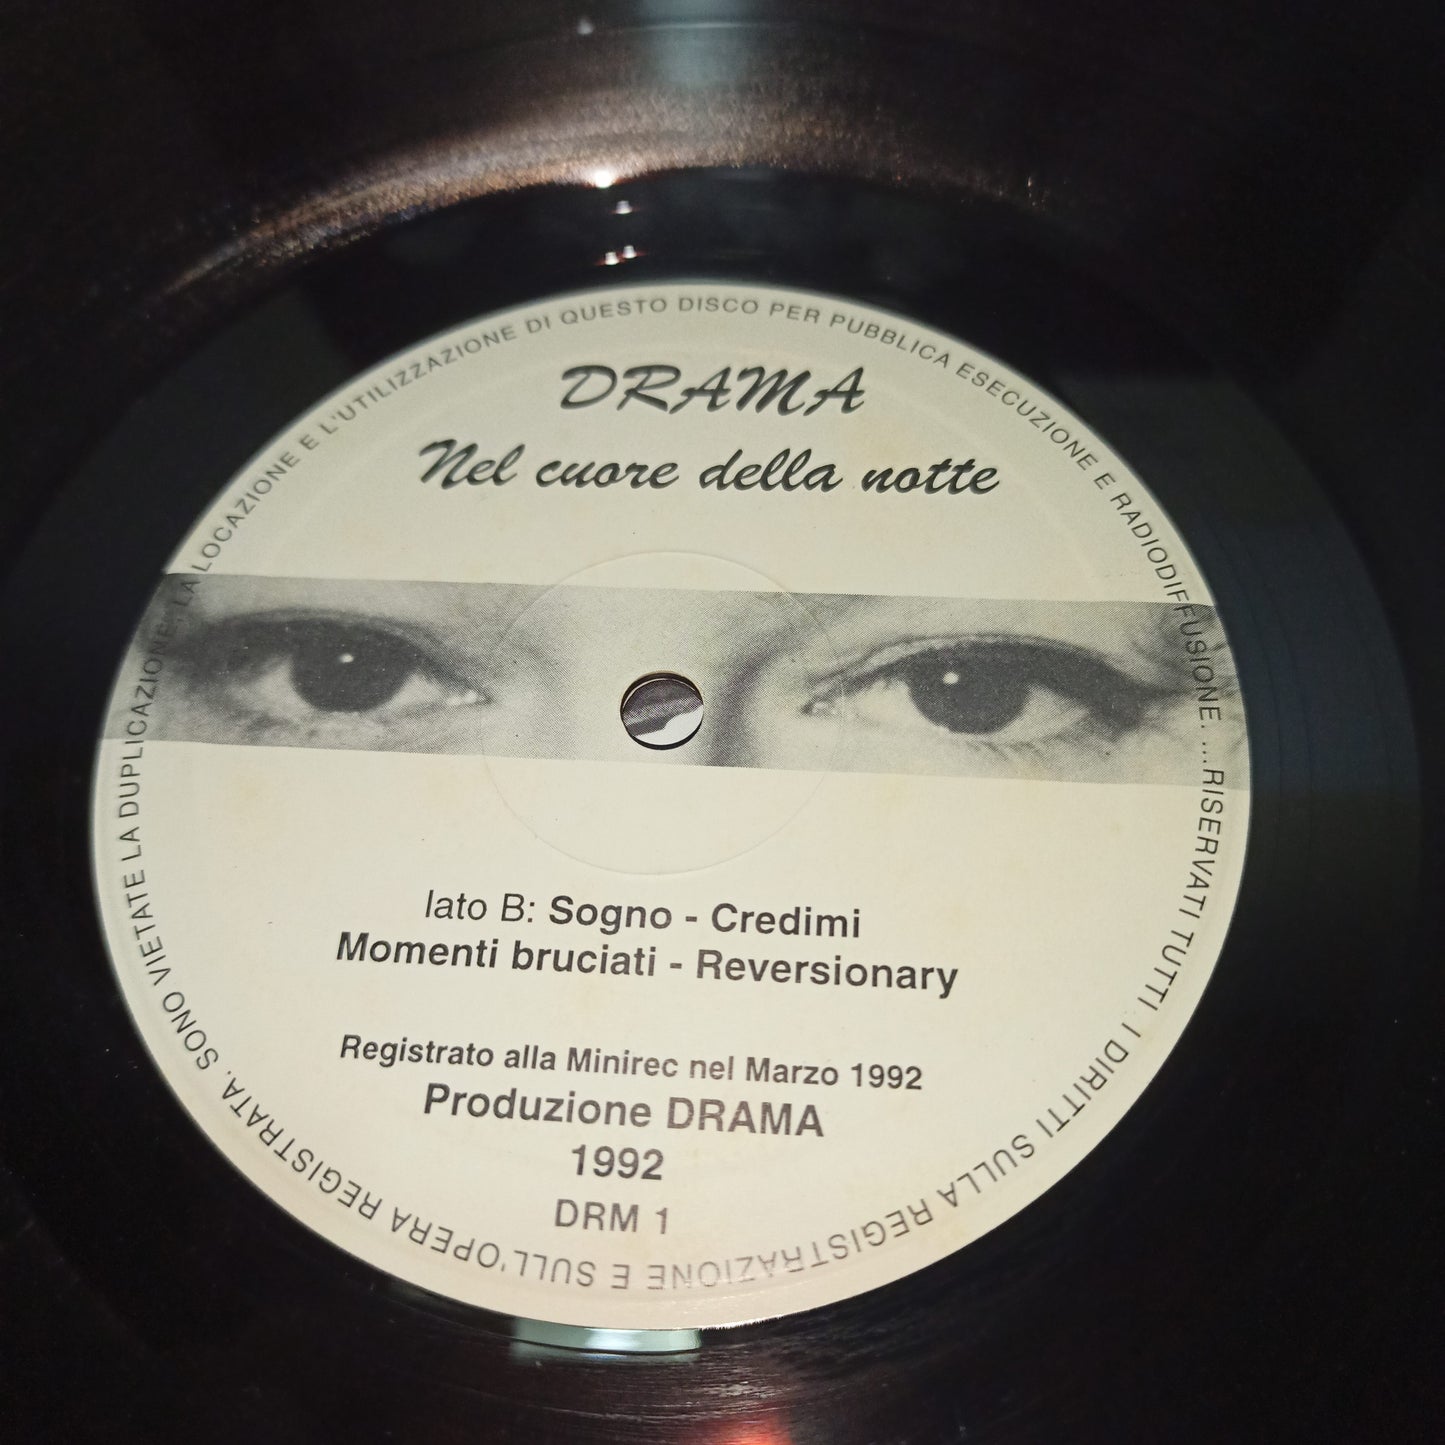 DRAMA
Nel cuore della notte
lato B: Sogno - Credimi
Momenti bruciati - Reversionary
Registrato alla Minirec nel Marzo 1992
Produzione DRAMA
1992
DRM 1
....RISERVATI TUTTI I DIRITTI SULLA REGISTRAZIONE E SULL'OPERA REGISTRATA. SONO VIETATE LA DUPLICAZIONE, LA LOCAZIONE E L'UTILIZZAZIONE DI QUESTO DISCO PER PUBBLICA ESECUZIONE E RADIODIFFUSIONE.